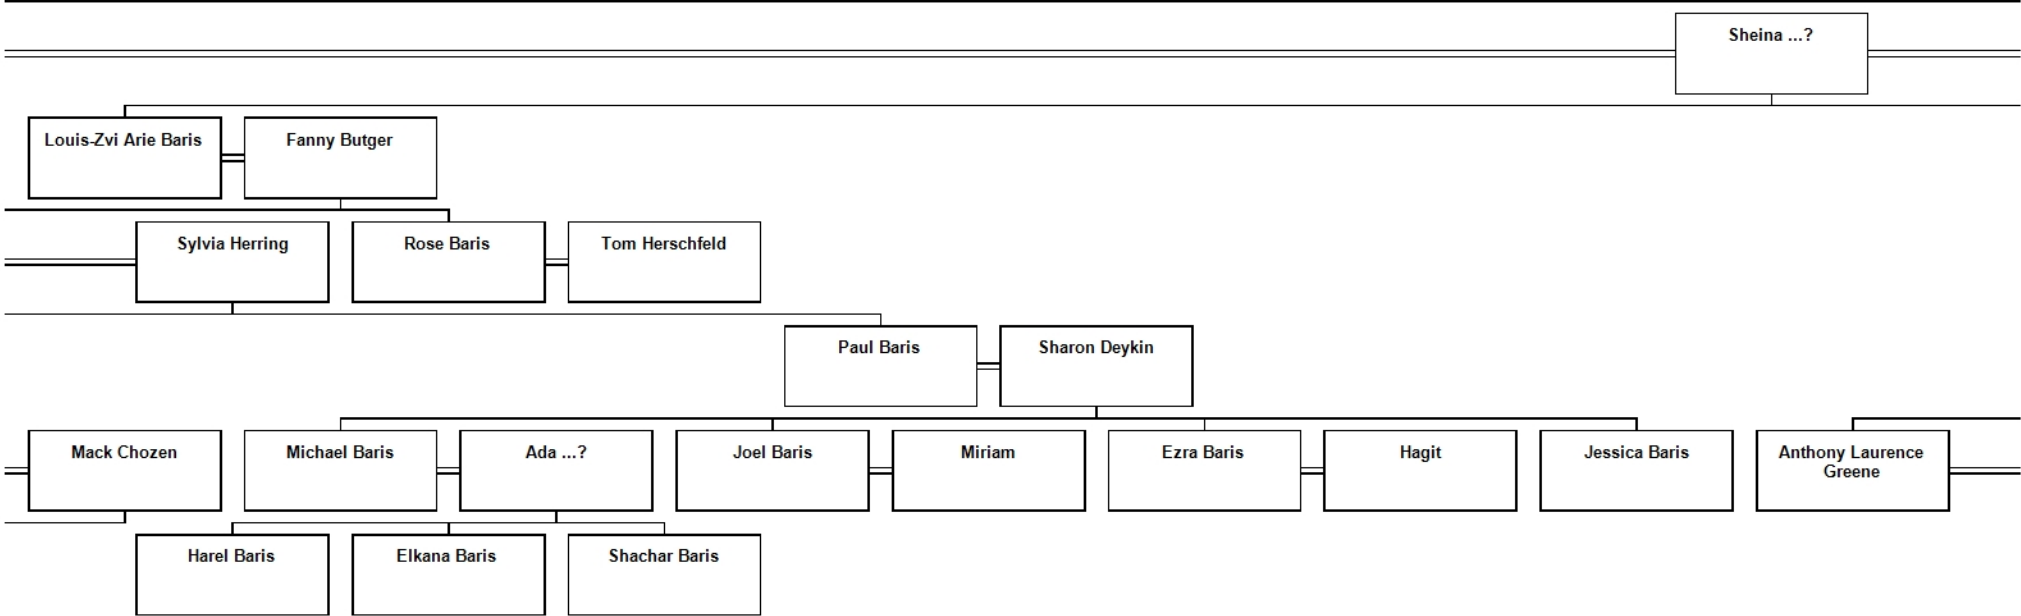 Sheina ...?
Louis-Zvi Arie Baris
Fanny Butger
Sylvia Herring
Rose Baris
Tom Herschfeld
Paul Baris
Sharon Deykin
Mack Chozen
Michael Baris
Ada ...?
Joel Baris
Miriam
Ezra Baris
Hagit
Jessica Baris
Anthony Laurence
Greene
Harel Baris
Elkana Baris
Shachar Baris